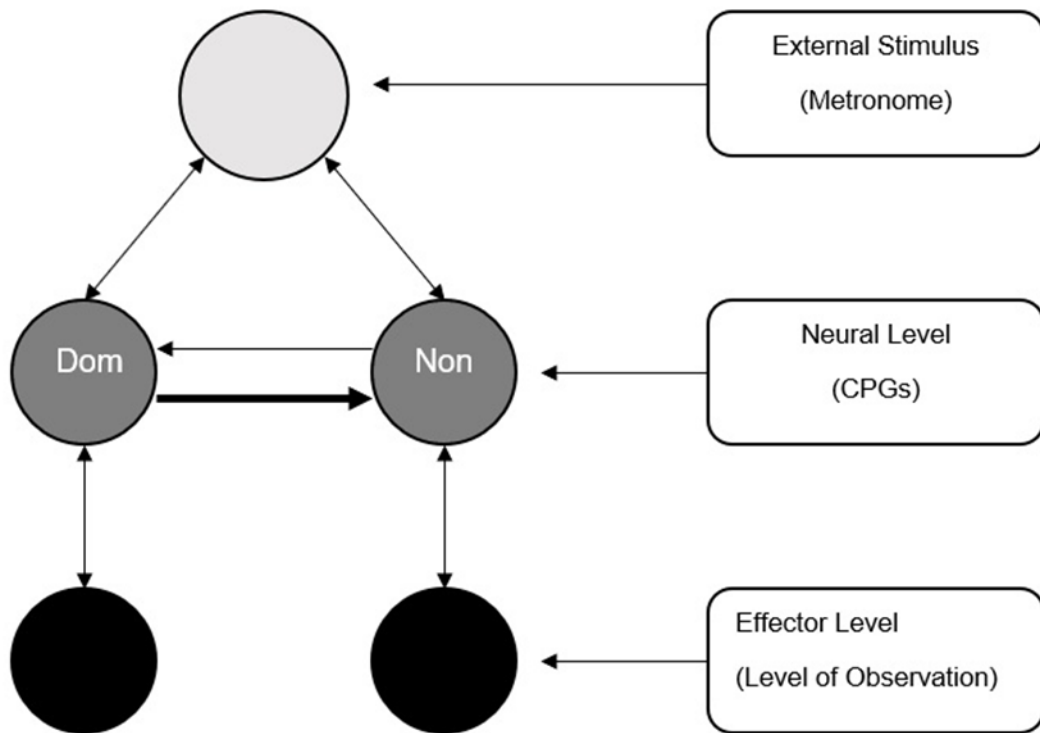 External Stimulus
(Metronome)
Dom
Non
Neural Level
(CPGs)
Effector Level
(Level of Observation)